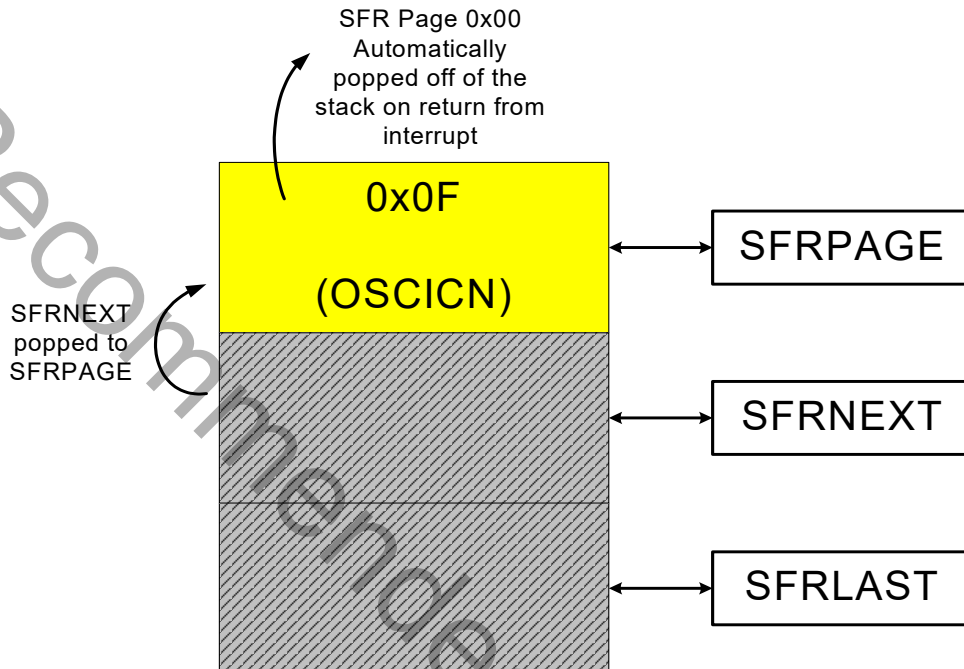 SFR Page 0x00
Automatically
popped off of the
stack on return from
interrupt
0x0F
(OSCICN)
SFRPAGE
SFRNEXT
popped to
SFRPAGE
SFRNEXT
SFRLAST